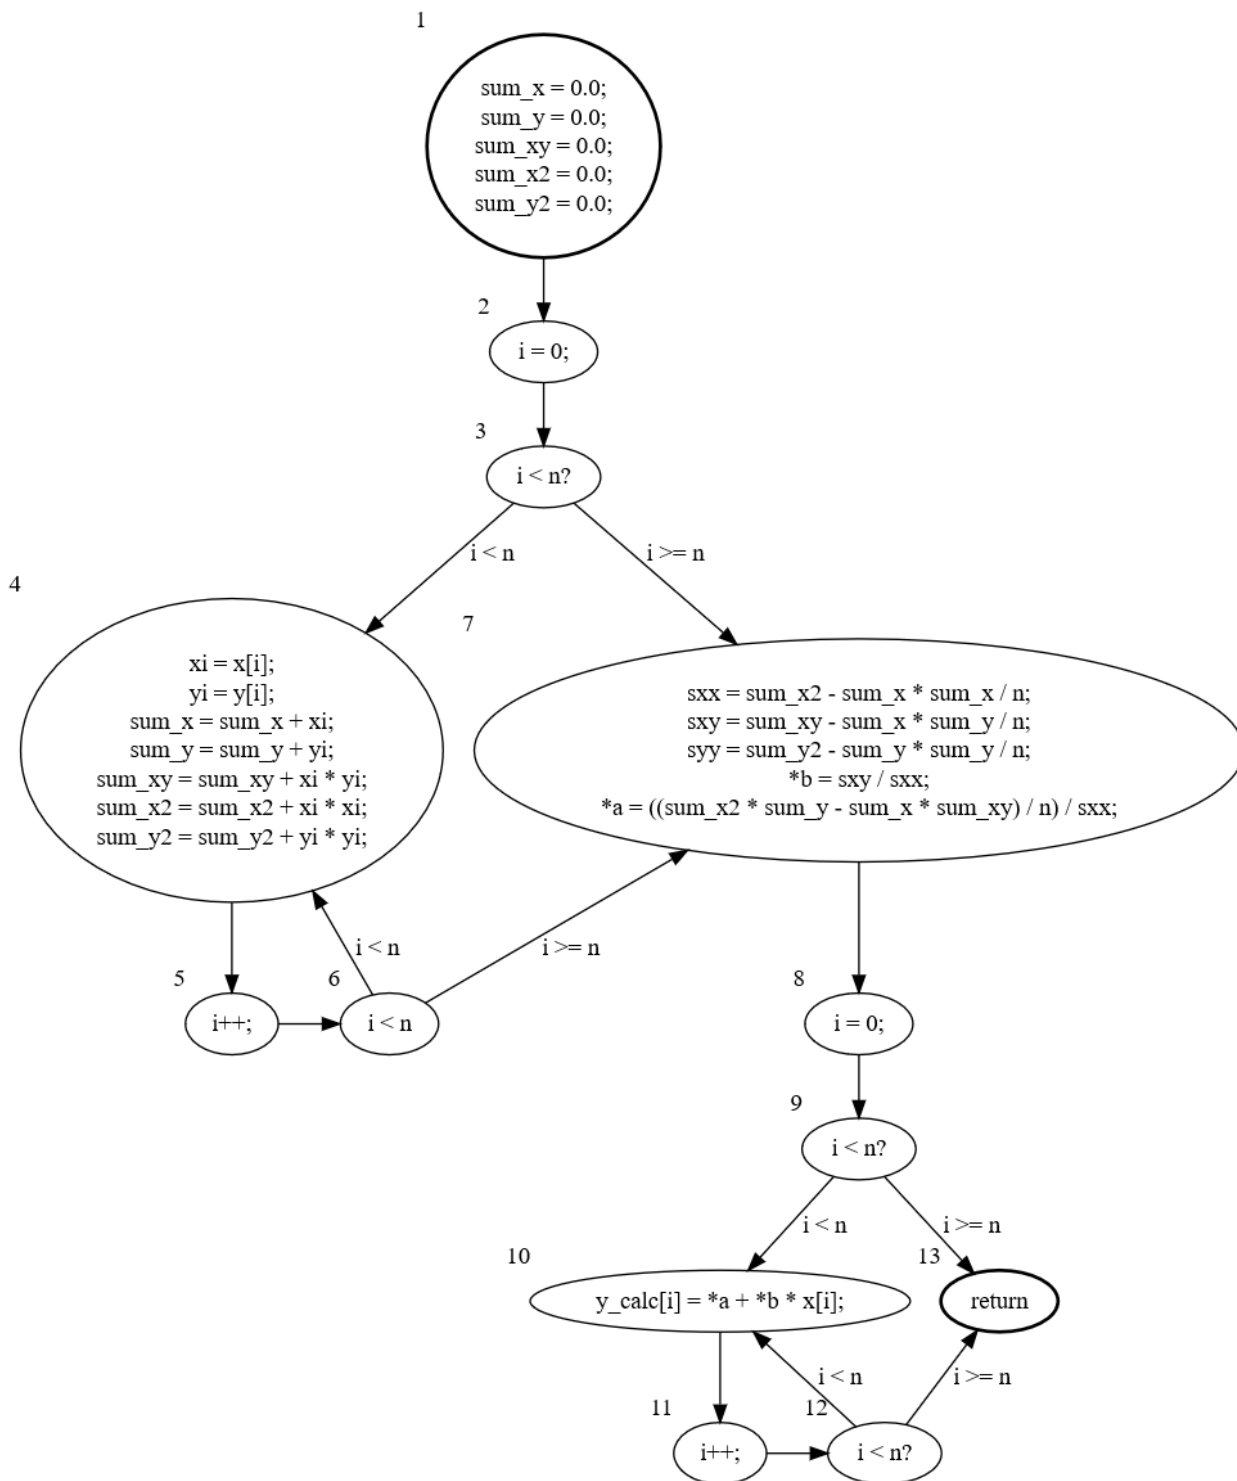 1
sum_x = 0.0;
sum_y = 0.0;
sum_xy = 0.0;
sum_x2 = 0.0;
sum_y2 = 0.0;
2
i = 0;
3
i < n?
i < n
i >= n
4
xi = x[i];
yi = y[i];
sum_x = sum_x + xi;
sum_y = sum_y + yi;
sum_xy = sum_xy + xi * yi;
sum_x2 = sum_x2 + xi * xi;
sum_y2 = sum_y2 + yi * yi;
7
sxx = sum_x2 - sum_x * sum_x / n;
sxy = sum_xy - sum_x * sum_y / n;
syy = sum_y2 - sum_y * sum_y / n;
*b = sxy / sxx;
*a = ((sum_x2 * sum_y - sum_x * sum_xy) / n) / sxx;
i < n
i >= n
5
i++;
6
i < n
8
i = 0;
9
i < n?
i < n
i >= n
10
y_calc[i] = *a + *b * x[i];
13
return
i < n
i >= n
11
i++;
12
i < n?